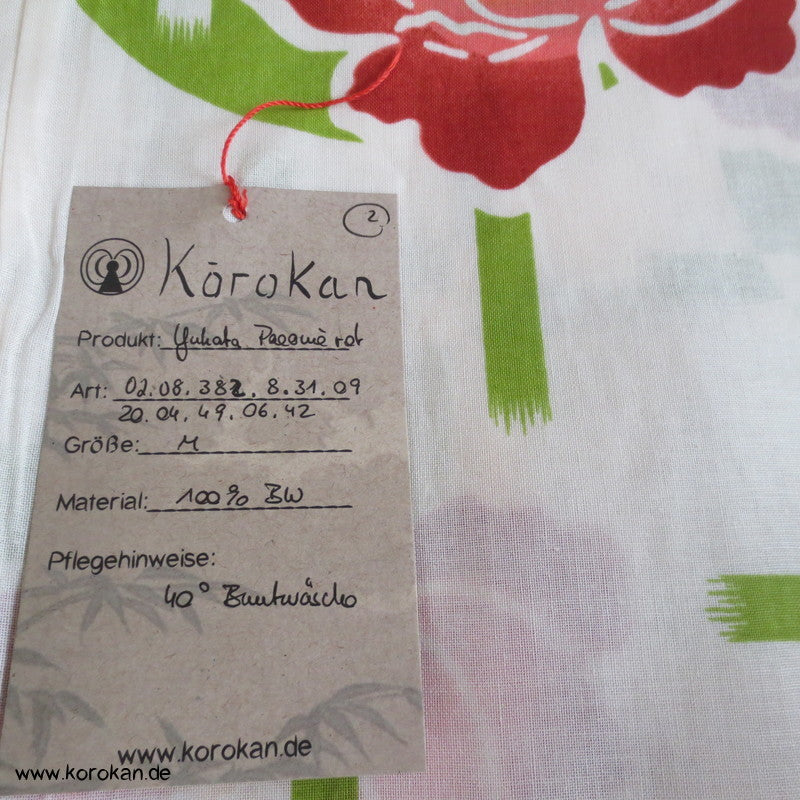 2
Kōrokan
Produkt: Yukata Paeonie rot
Art: 02.08.382.8.31.09
20.04.49.06.42
Größe: M
Material: 100% BW
Pflegehinweise:
40° Buntwäsche
www.korokan.de
www.korokan.de